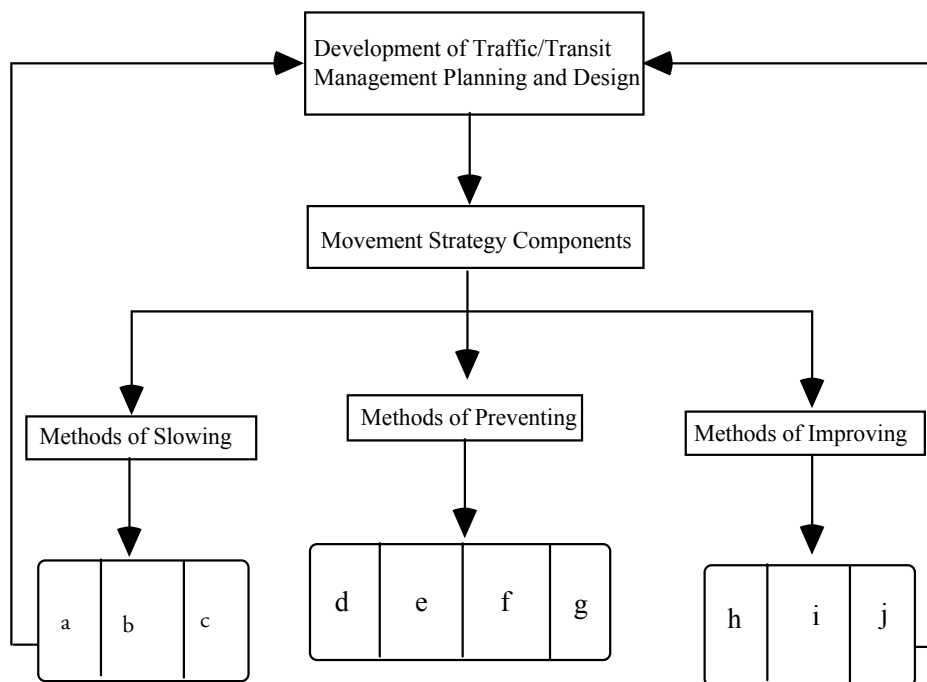 Development of Traffic/Transit
Management Planning and Design
Movement Strategy Components
Methods of Slowing
Methods of Preventing
Methods of Improving
a b c
d e f g
h i j